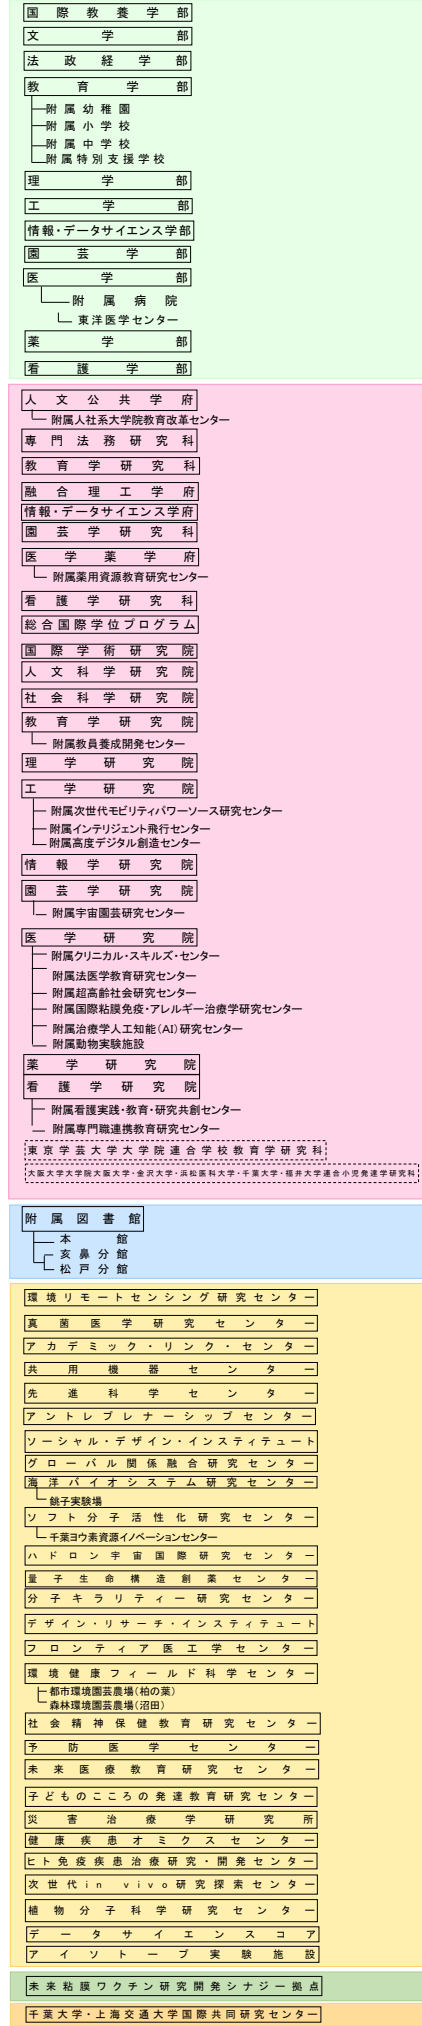 国際教養学部
文学部
法政経学部
教育学部
附属幼稚園
附属小学校
附属中学校
附属特別支援学校
理学部
工学部
情報・データサイエンス学部
園芸学部
医学部
附属病院
東洋医学センター
薬学部
看護学部
人文公共学府
附属人社系大学院教育改革センター
専門法務研究科
教育学研究科
融合理工学府
情報・データサイエンス学府
園芸学研究科
医学薬学府
附属薬用資源教育研究センター
看護学研究科
総合国際学位プログラム
国際学術研究院
人文科学研究院
社会科学研究院
教育学研究院
附属教員養成開発センター
理学研究院
工学研究院
附属次世代モビリティパワーソース研究センター
附属インテリジェント飛行センター
附属高度デジタル創造センター
情報学研究院
園芸学研究院
附属宇宙園芸研究センター
医学研究院
附属クリニカル・スキルズ・センター
附属法医学教育研究センター
附属超高齢社会研究センター
附属国際粘膜免疫・アレルギー治療学研究センター
附属治療学人工知能(AI)研究センター
附属動物実験施設
薬学研究院
看護学研究院
附属看護実践・教育・研究共創センター
附属専門職連携教育研究センター
東京学芸大学大学院連合学校教育学研究科
大阪大学大学院大阪大学・金沢大学・浜松医科大学・千葉大学・福井大学連合小児発達学研究科
附属図書館
本館
亥鼻分館
松戸分館
環境リモートセンシング研究センター
真菌医学研究センター
アカデミック・リンク・センター
共用機器センター
先進科学センター
アントレプレナーシップセンター
ソーシャル・デザイン・インスティテュート
グローバル関係融合研究センター
海洋バイオシステム研究センター
銚子実験場
ソフト分子活性化研究センター
千葉ヨウ素資源イノベーションセンター
ハドロン宇宙国際研究センター
量子生命構造創薬センター
分子キラリティー研究センター
デザイン・リサーチ・インスティテュート
フロンティア医工学センター
環境健康フィールド科学センター
都市環境園芸農場(柏の葉)
森林環境園芸農場(沼田)
社会精神保健教育研究センター
予防医学センター
未来医療教育研究センター
子どものこころの発達教育研究センター
災害治療学研究所
健康疾患オミクスセンター
ヒト免疫疾患治療研究・開発センター
次世代in vivo研究探索センター
植物分子科学研究センター
データサイエンスコア
アイソトープ実験施設
未来粘膜ワクチン研究開発シナジー拠点
千葉大学・上海交通大学国際共同研究センター